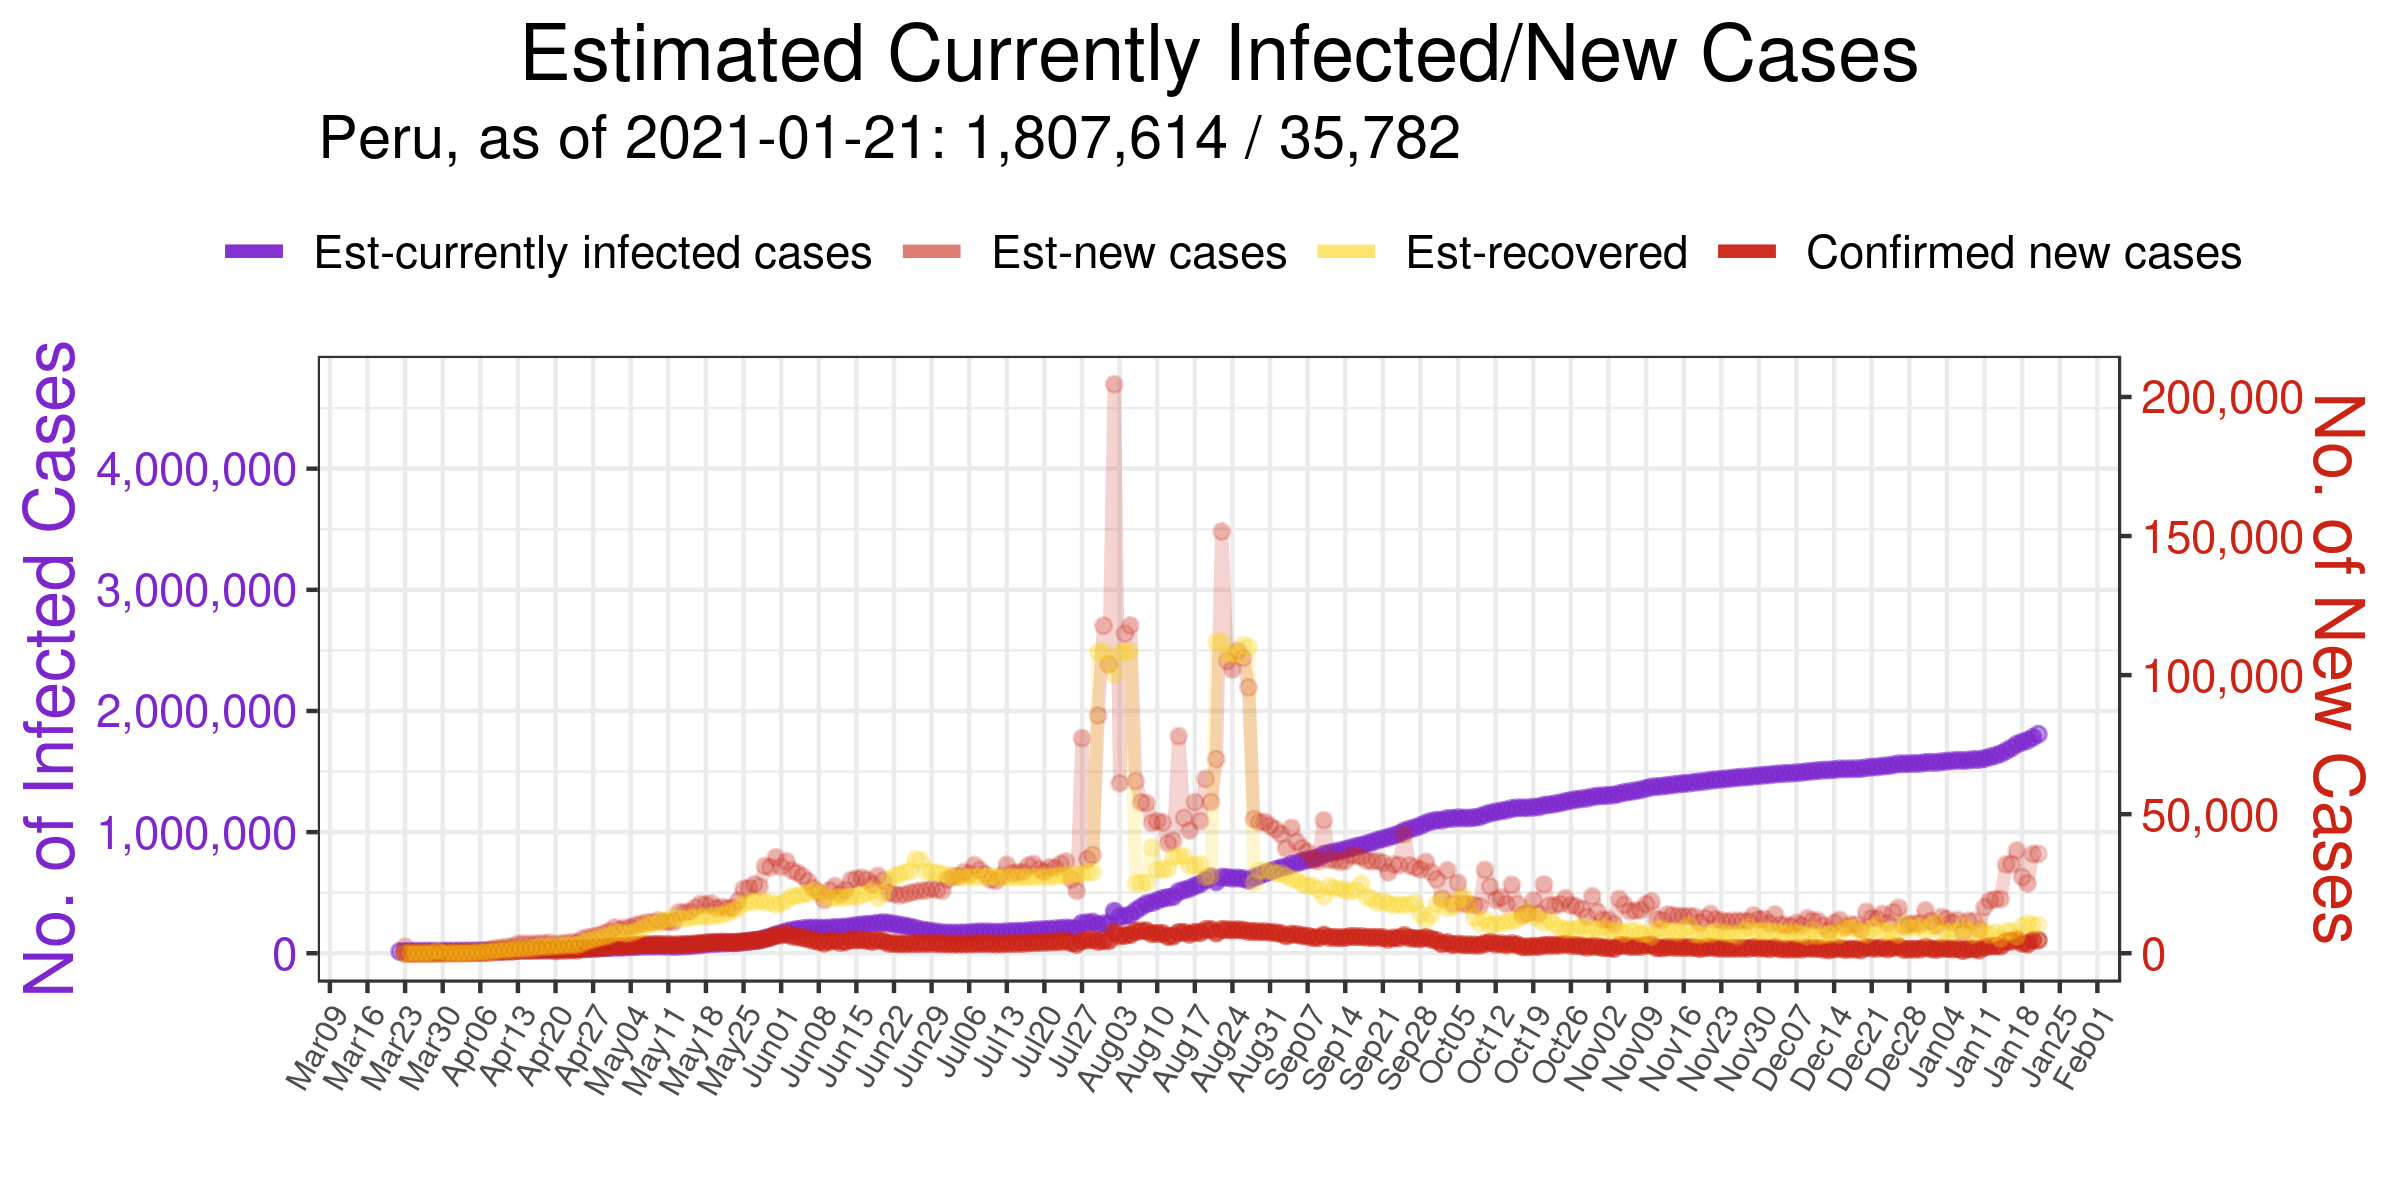 Estimated Currently Infected/New Cases
Peru, as of 2021-01-21: 1,807,614 / 35,782
Est-currently infected cases Est-new cases Est-recovered Confirmed new cases
No. of Infected Cases
4,000,000
3,000,000
2,000,000
1,000,000
0
200,000
150,000
100,000
50,000
0
No. of New Cases
Mar09 Mar16 Mar23 Mar30 Apr06 Apr13 Apr20 Apr27 May04 May11 May18 May25 Jun01 Jun08 Jun15 Jun22 Jun29 Jul06 Jul13 Jul20 Jul27 Aug03 Aug10 Aug17 Aug24 Aug31 Sep07 Sep14 Sep21 Sep28 Oct05 Oct12 Oct19 Oct26 Nov02 Nov09 Nov16 Nov23 Nov30 Dec07 Dec14 Dec21 Dec28 Jan04 Jan11 Jan18 Jan25 Feb01